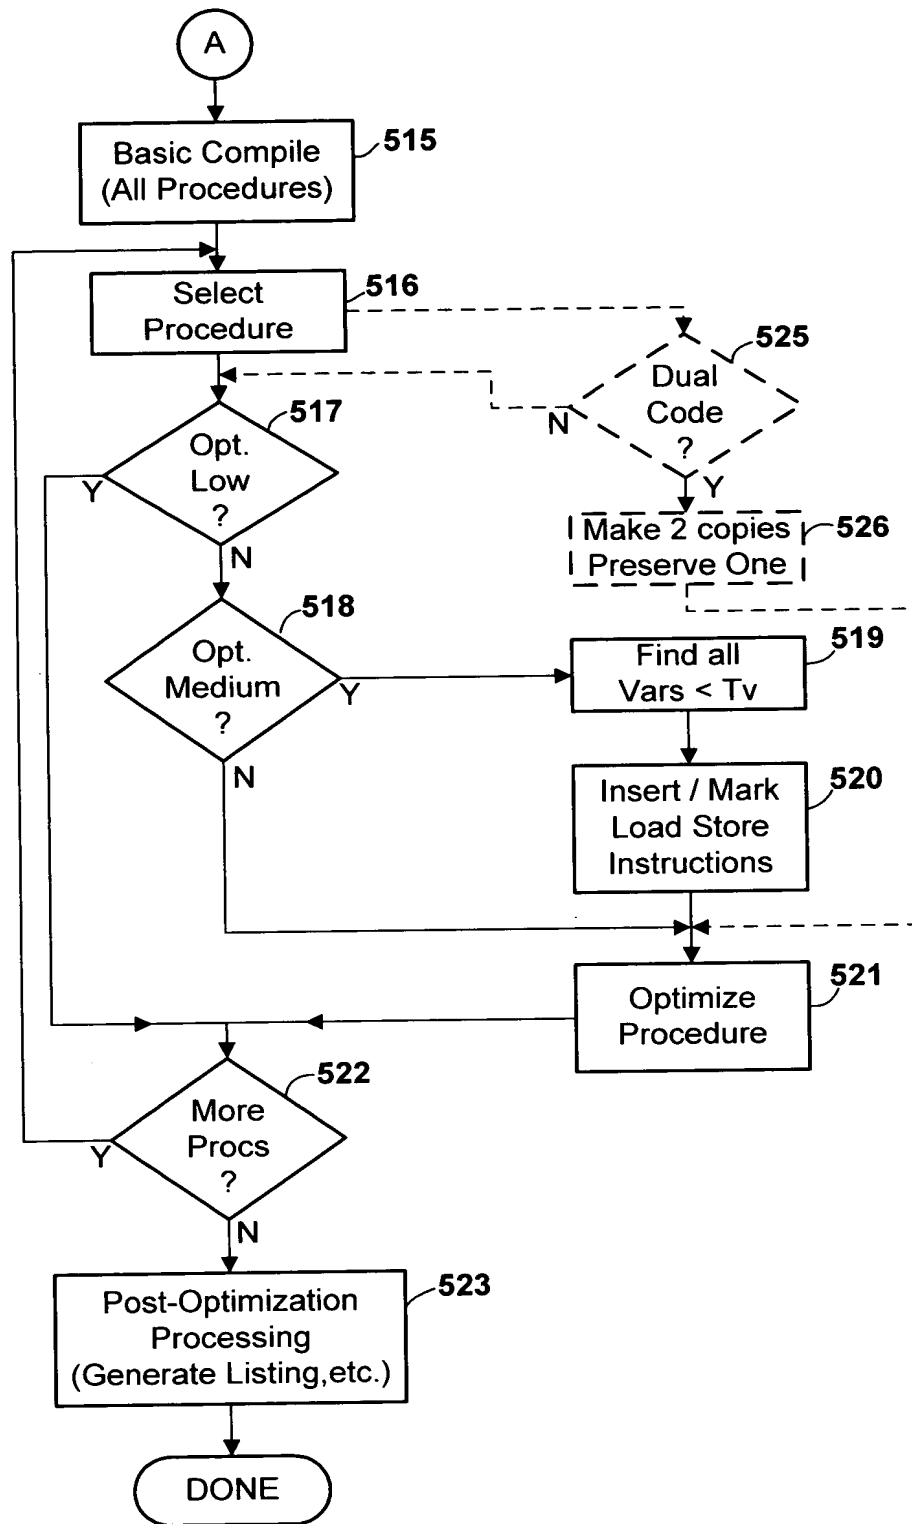 A
Basic Compile
(All Procedures)
515
Select
Procedure
516
Dual
Code
?
525
N
Y
Opt.
Low
?
517
Y
N
Make 2 copies
Preserve One
526
Opt.
Medium
?
518
Y
N
Find all
Vars < Tv
519
Insert / Mark
Load Store
Instructions
520
Optimize
Procedure
521
More
Procs
?
522
Y
N
Post-Optimization
Processing
(Generate Listing,etc.)
523
DONE